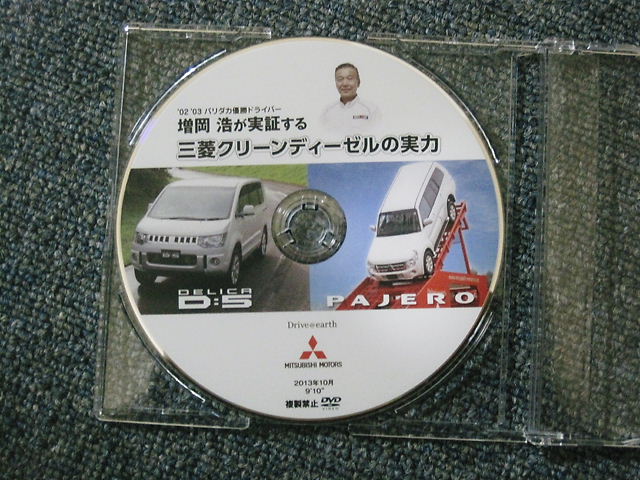 '02 '03 パリダカ優勝ドライバー
増岡 浩が実証する
三菱クリーンディーゼルの実力
DELICA
D:5
PAJERO
Drive@earth
MITSUBISHI MOTORS
2013年10月
9'10"
複製禁止 DVD
VIDEO